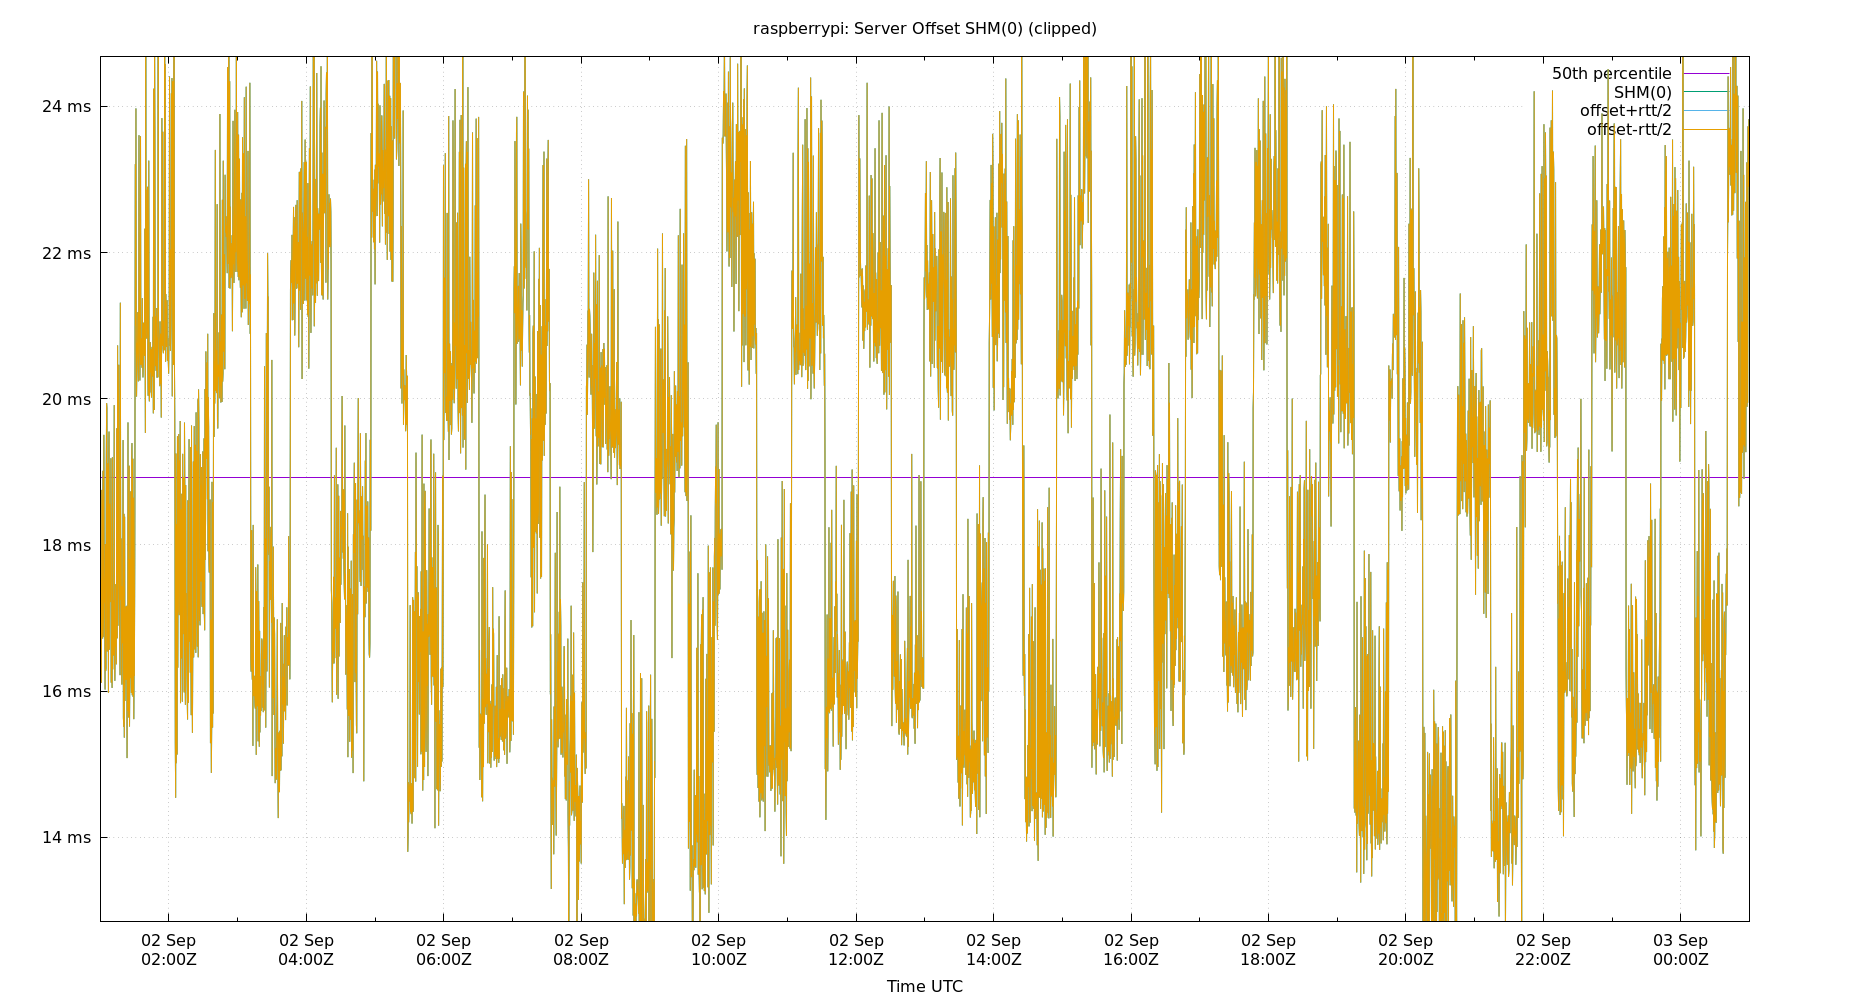 raspberrypi: Server Offset SHM(0) (clipped)
50th percentile
SHM(0)
offset+rtt/2
offset-rtt/2
24 ms
22 ms
20 ms
18 ms
16 ms
14 ms
02 Sep 02 Sep 02 Sep 02 Sep 02 Sep 02 Sep 02 Sep 02 Sep 02 Sep 02 Sep 02 Sep 03 Sep
02:00Z 04:00Z 06:00Z 08:00Z 10:00Z 12:00Z 14:00Z 16:00Z 18:00Z 20:00Z 22:00Z 00:00Z
Time UTC